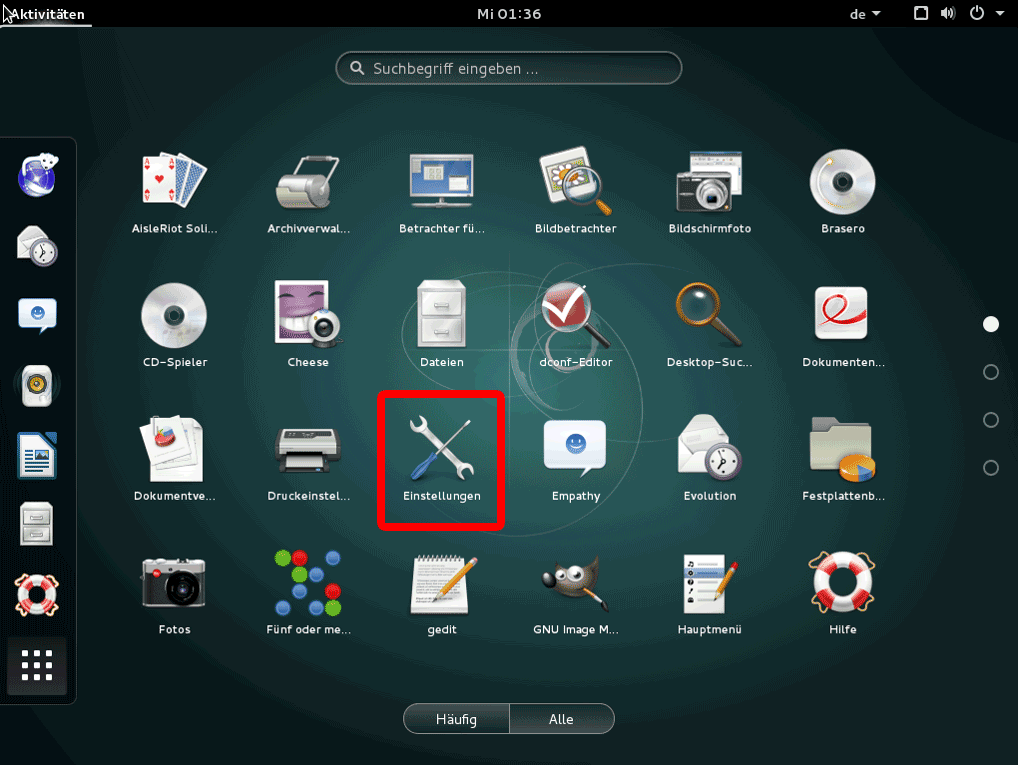 Aktivitäten
Mi 01:36
de
Suchbegriff eingeben ...
AisleRiot Soli...
Archivverwal...
Betrachter fü...
Bildbetrachter
Bildschirmfoto
Brasero
CD-Spieler
Cheese
Dateien
dconf-Editor
Desktop-Suc...
Dokumenten...
Dokumentve...
Druckeinstel...
Einstellungen
Empathy
Evolution
Festplattenb...
Fotos
Fünf oder me...
gedit
GNU Image M...
Hauptmenü
Hilfe
Häufig
Alle